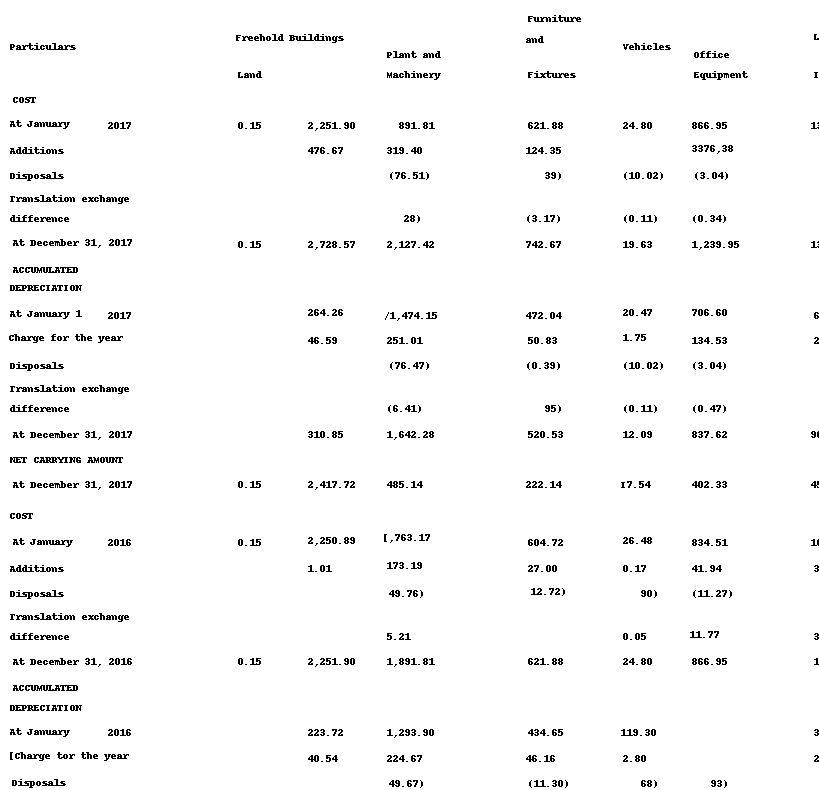 Furniture
Freehold Buildings and
Particulars Vehicles L
Plant and Office
Land Machinery Fixtures Equipment I
COST
At January 2017 0.15 2,251.90 891.81 621.88 24.80 866.95 13
Additions 476.67 319.40 124.35 3376,38
Disposals (76.51) 39) (10.02) (3.04)
Translation exchange
difference 28) (3.17) (0.11) (0.34)
At December 31, 2017 0.15 2,728.57 2,127.42 742.67 19.63 1,239.95 13
ACCUMULATED
DEPRECIATION
At January 1 2017 264.26 /1,474.15 472.04 20.47 706.60 6
Charge for the year 46.59 251.01 50.83 1.75 134.53 2
Disposals (76.47) (0.39) (10.02) (3.04)
Translation exchange
difference (6.41) 95) (0.11) (0.47)
At December 31, 2017 310.85 1,642.28 520.53 12.09 837.62 90
NET CARRYING AMOUNT
At December 31, 2017 0.15 2,417.72 485.14 222.14 I7.54 402.33 45
COST
At January 2016 0.15 2,250.89 [,763.17 604.72 26.48 834.51 10
Additions 1.01 173.19 27.00 0.17 41.94 3
Disposals 49.76) 12.72) 90) (11.27)
Translation exchange
difference 5.21 0.05 11.77 3
At December 31, 2016 0.15 2,251.90 1,891.81 621.88 24.80 866.95 1
ACCUMULATED
DEPRECIATION
At January 2016 223.72 1,293.90 434.65 119.30 3
[Charge tor the year 40.54 224.67 46.16 2.80 2
Disposals 49.67) (11.30) 68) 93)